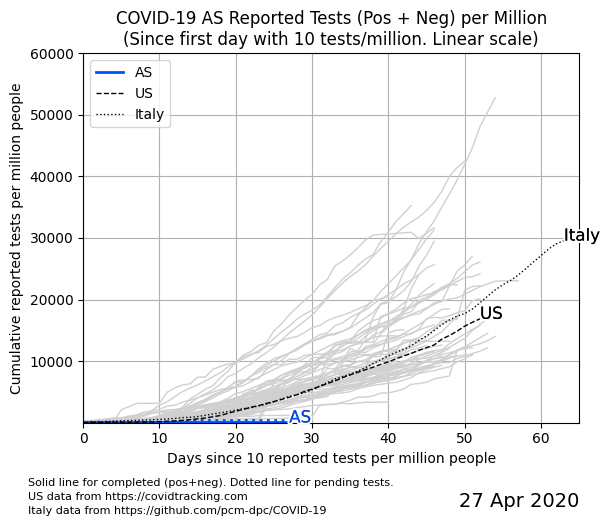 COVID-19 AS Reported Tests (Pos + Neg) per Million
(Since first day with 10 tests/million. Linear scale)
Cumulative reported tests per million people
60000
50000
40000
30000
20000
10000
AS
US
Italy
Italy
US
AS
0 10 20 30 40 50 60
Days since 10 reported tests per million people
Solid line for completed (pos+neg). Dotted line for pending tests.
US data from https://covidtracking.com
Italy data from https://github.com/pcm-dpc/COVID-19
27 Apr 2020